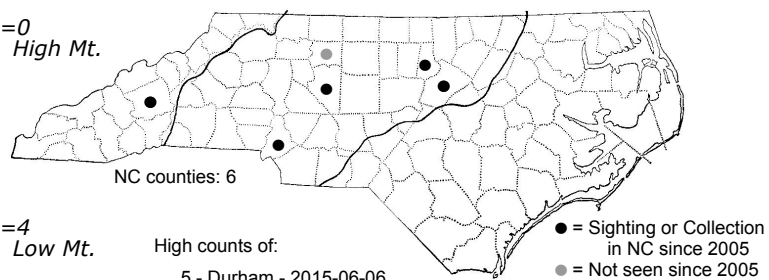 =0
High Mt.
NC counties: 6
=4
Low Mt.
High counts of:
5 - Durham - 2015-06-06
● = Sighting or Collection
in NC since 2005
● = Not seen since 2005